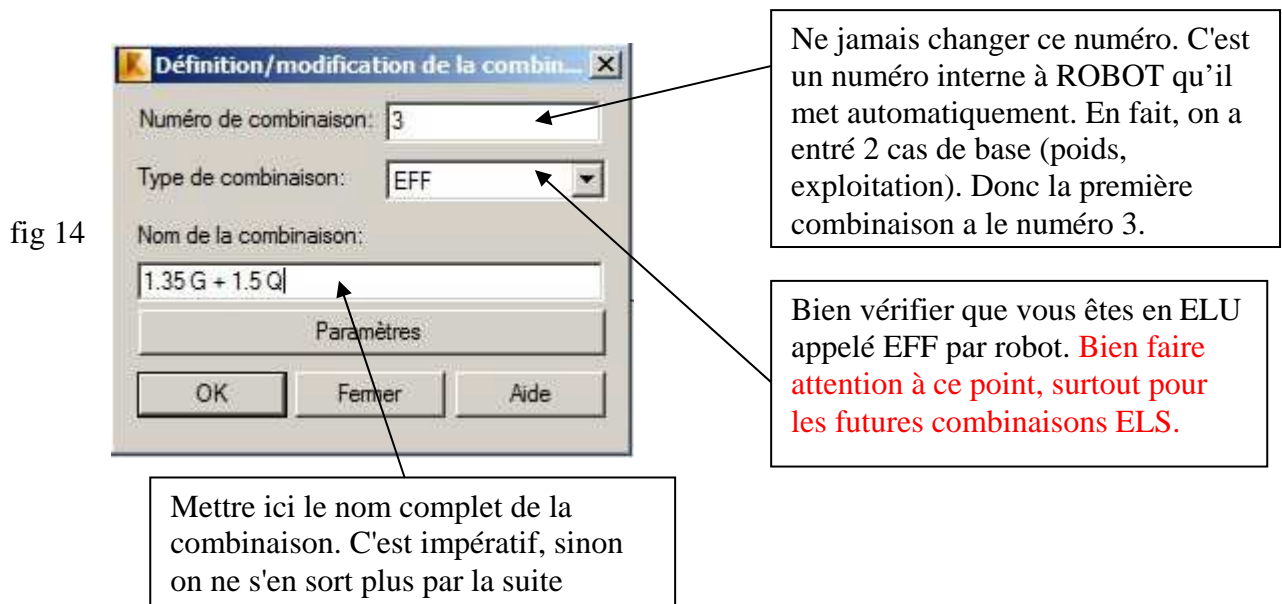 Définition/modification de la combin...
Numéro de combinaison: 3
Type de combinaison: EFF
Nom de la combinaison:
1.35 G + 1.5 Q
Paramètres
OK Fermer Aide
fig 14
Ne jamais changer ce numéro. C'est
un numéro interne à ROBOT qu’il
met automatiquement. En fait, on a
entré 2 cas de base (poids,
exploitation). Donc la première
combinaison a le numéro 3.
Bien vérifier que vous êtes en ELU
appelé EFF par robot. Bien faire
attention à ce point, surtout pour
les futures combinaisons ELS.
Mettre ici le nom complet de la
combinaison. C'est impératif, sinon
on ne s'en sort plus par la suite